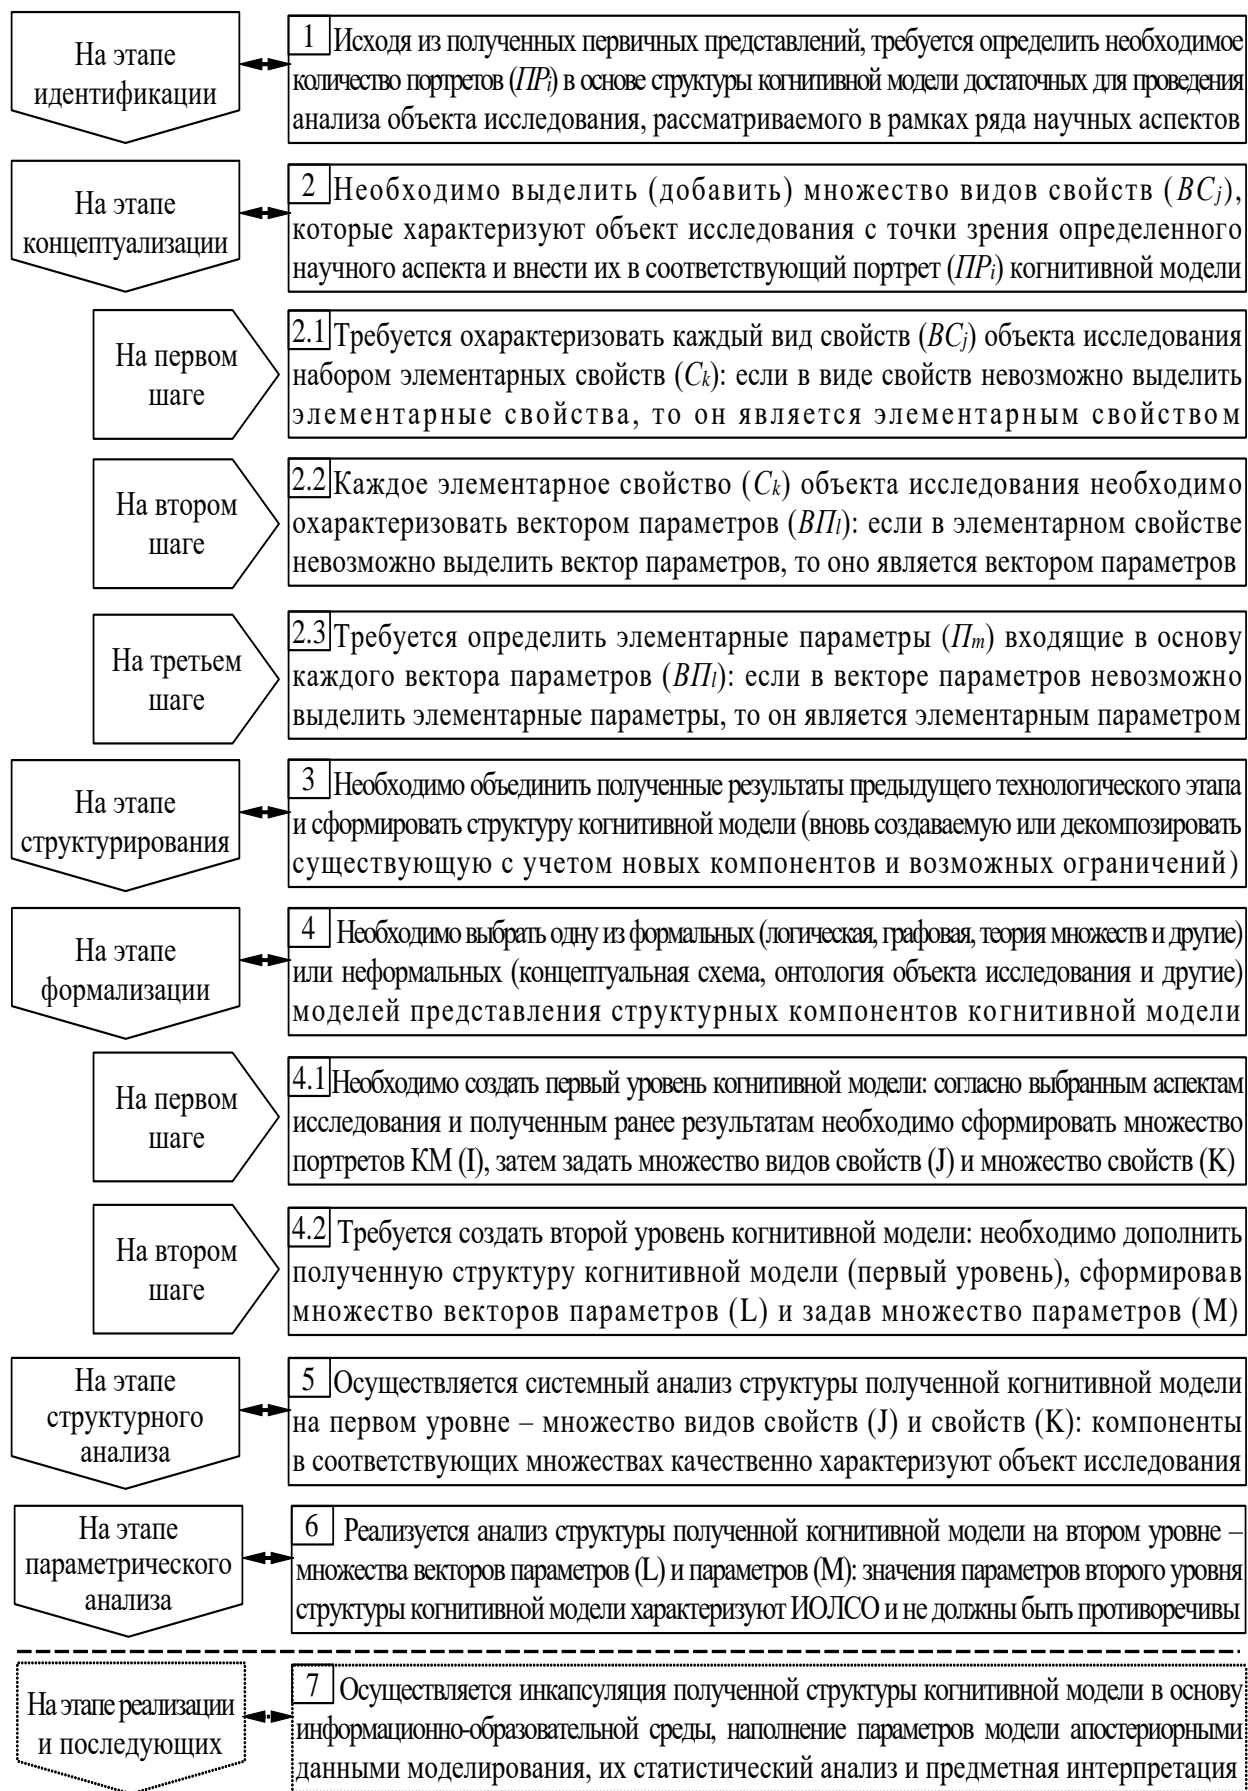 На этапе
идентификации
1 Исходя из полученных первичных представлений, требуется определить необходимое
количество портретов (ПРi) в основе структуры когнитивной модели достаточных для проведения
анализа объекта исследования, рассматриваемого в рамках ряда научных аспектов
На этапе
концептуализации
2 Необходимо выделить (добавить) множество видов свойств (ВСj),
которые характеризуют объект исследования с точки зрения определенного
научного аспекта и внести их в соответствующий портрет (ПРi) когнитивной модели
На первом
шаге
2.1 Требуется охарактеризовать каждый вид свойств (ВСj) объекта исследования
набором элементарных свойств (Сk): если в виде свойств невозможно выделить
элементарные свойства, то он является элементарным свойством
На втором
шаге
2.2 Каждое элементарное свойство (Сk) объекта исследования необходимо
охарактеризовать вектором параметров (ВПl): если в элементарном свойстве
невозможно выделить вектор параметров, то оно является вектором параметров
На третьем
шаге
2.3 Требуется определить элементарные параметры (Пm) входящие в основу
каждого вектора параметров (ВПl): если в векторе параметров невозможно
выделить элементарные параметры, то он является элементарным параметром
На этапе
структурирования
3 Необходимо объединить полученные результаты предыдущего технологического этапа
и сформировать структуру когнитивной модели (вновь создаваемую или декомпозировать
существующую с учетом новых компонентов и возможных ограничений)
На этапе
формализации
4 Необходимо выбрать одну из формальных (логическая, графовая, теория множеств и другие)
или неформальных (концептуальная схема, онтология объекта исследования и другие)
моделей представления структурных компонентов когнитивной модели
На первом
шаге
4.1 Необходимо создать первый уровень когнитивной модели: согласно выбранным аспектам
исследования и полученным ранее результатам необходимо сформировать множество
портретов КМ (I), затем задать множество видов свойств (J) и множество свойств (K)
На втором
шаге
4.2 Требуется создать второй уровень когнитивной модели: необходимо дополнить
полученную структуру когнитивной модели (первый уровень), сформировав
множество векторов параметров (L) и задав множество параметров (M)
На этапе
структурного
анализа
5 Осуществляется системный анализ структуры полученной когнитивной модели
на первом уровне – множество видов свойств (J) и свойств (K): компоненты
в соответствующих множествах качественно характеризуют объект исследования
На этапе
параметрического
анализа
6 Реализуется анализ структуры полученной когнитивной модели на втором уровне –
множества векторов параметров (L) и параметров (M): значения параметров второго уровня
структуры когнитивной модели характеризуют ИОЛСО и не должны быть противоречивы
На этапе реализации
и последующих
7 Осуществляется инкапсуляция полученной структуры когнитивной модели в основу
информационно-образовательной среды, наполнение параметров модели апостериорными
данными моделирования, их статистический анализ и предметная интерпретация